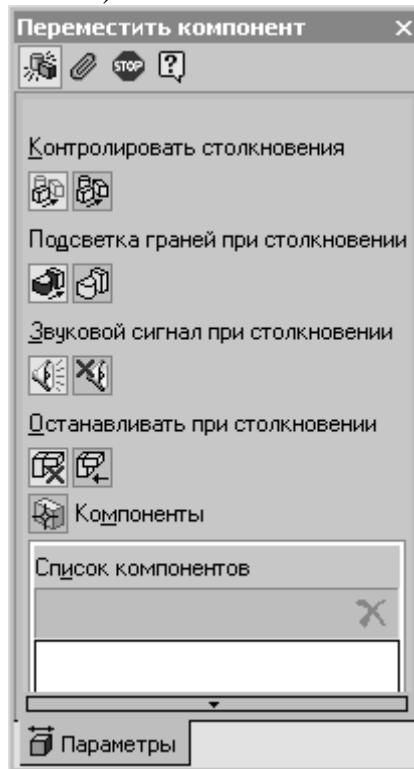 Переместить компонент
STOP
Контролировать столкновения
Подсветка граней при столкновении
Звуковой сигнал при столкновении
Останавливать при столкновении
Компоненты
Список компонентов
Параметры